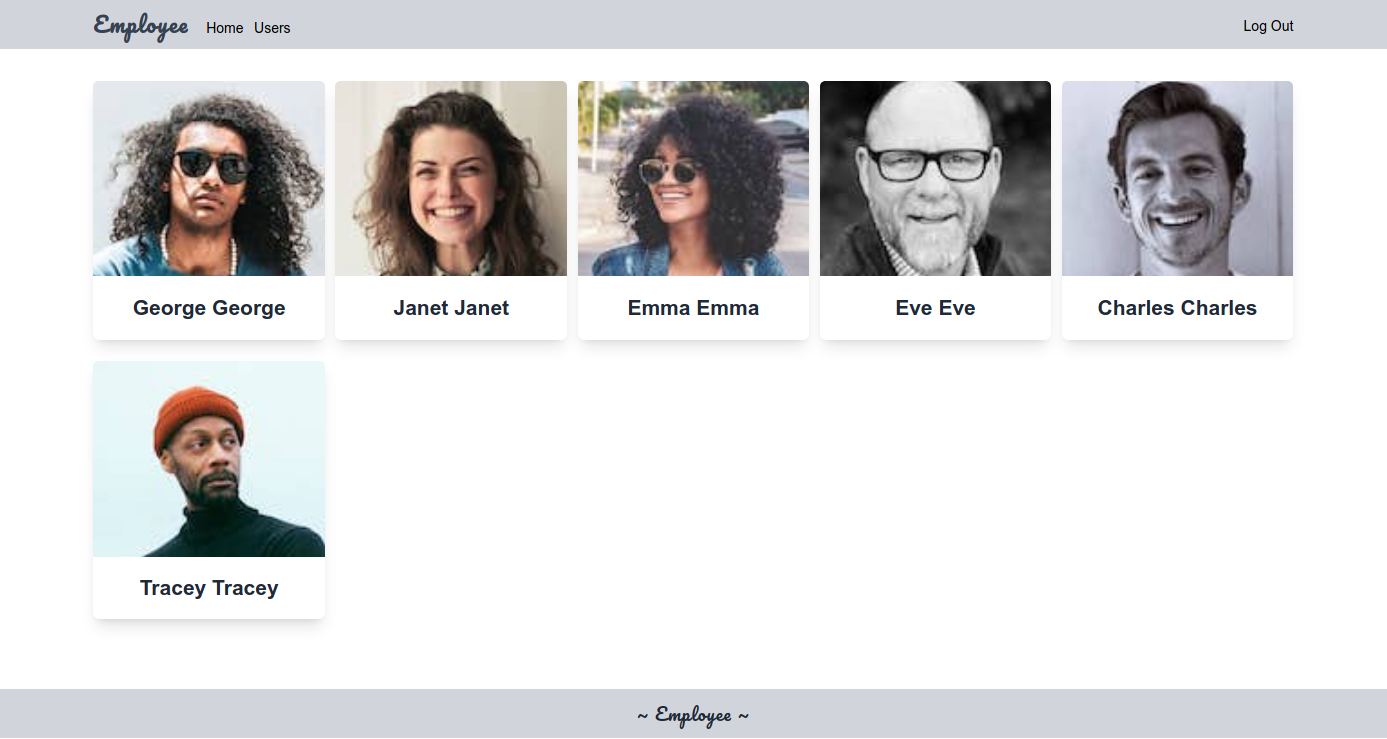 Employee Home Users Log Out
George George Janet Janet Emma Emma Eve Eve Charles Charles
Tracey Tracey
~ Employee ~